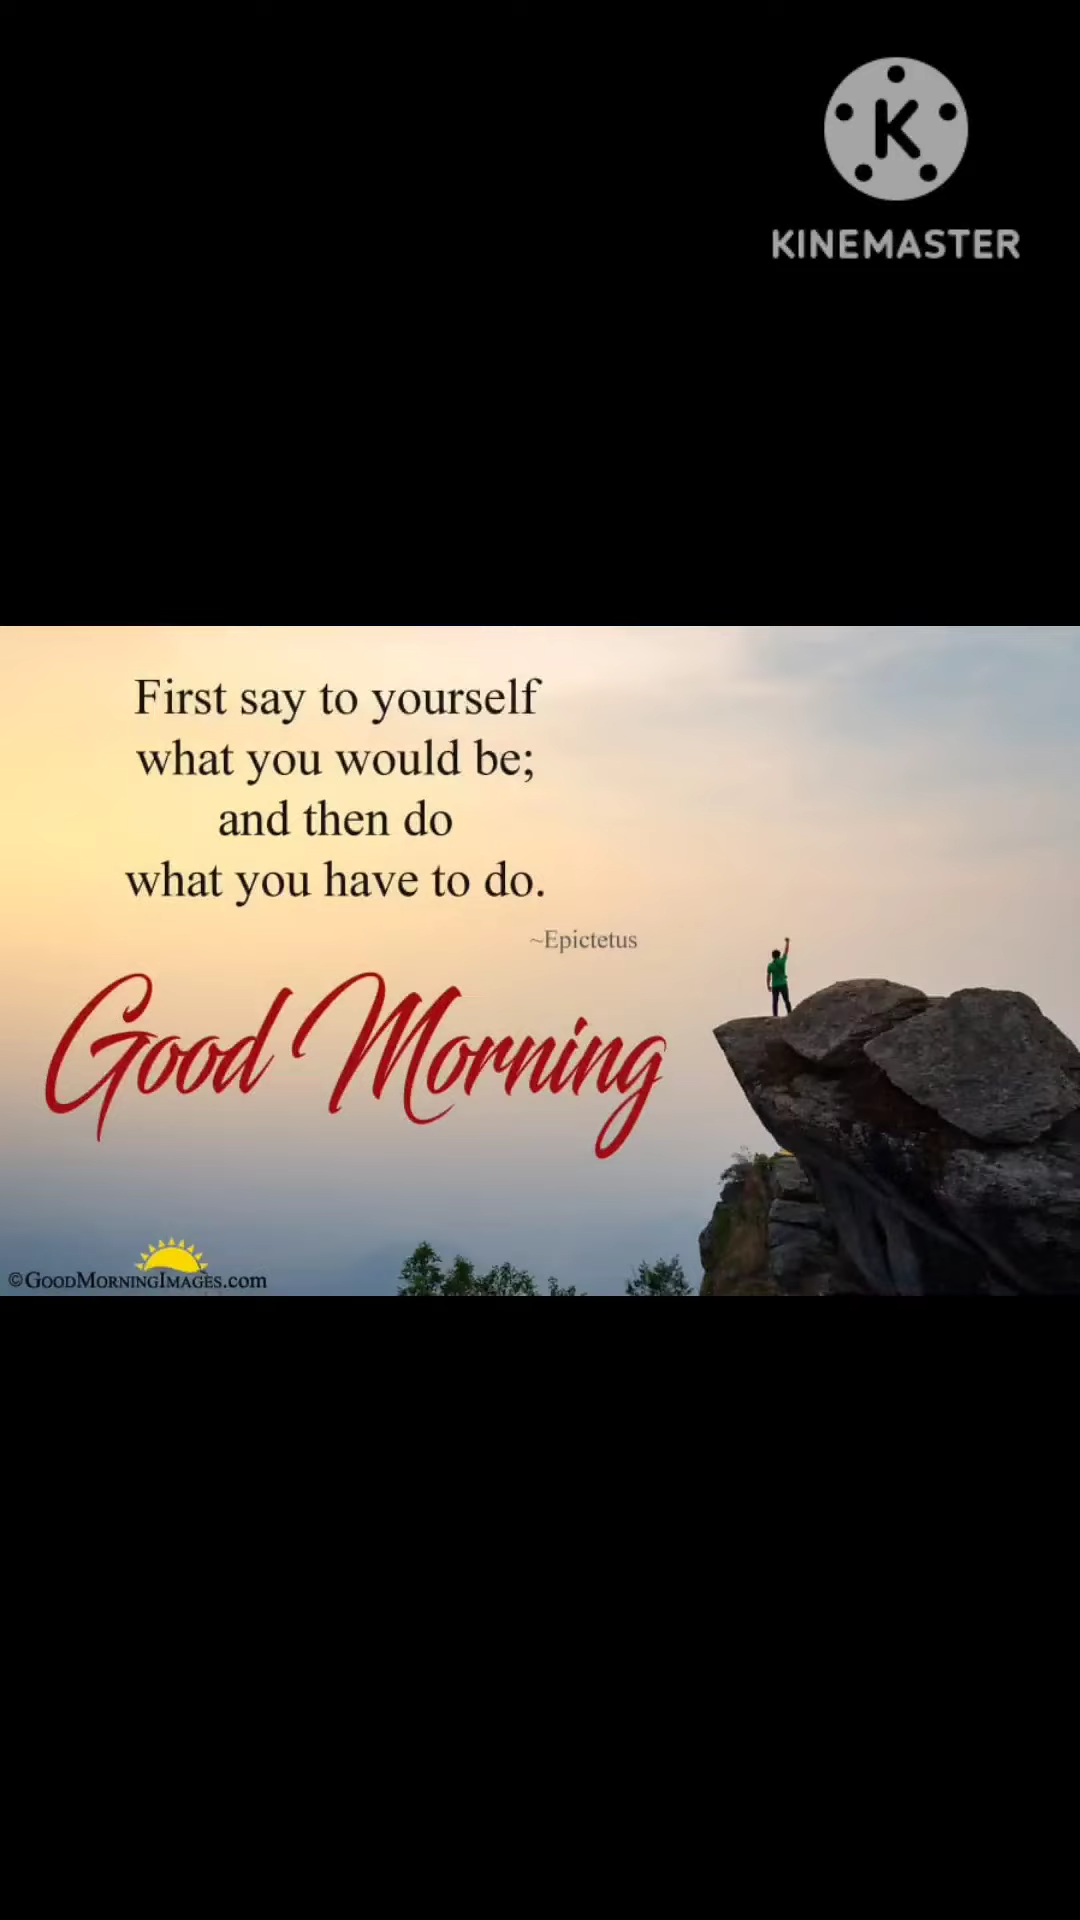 K
KINEMASTER
First say to yourself
what you would be;
and then do
what you have to do.
~Epictetus
Good Morning
©GoodMorningImages.com